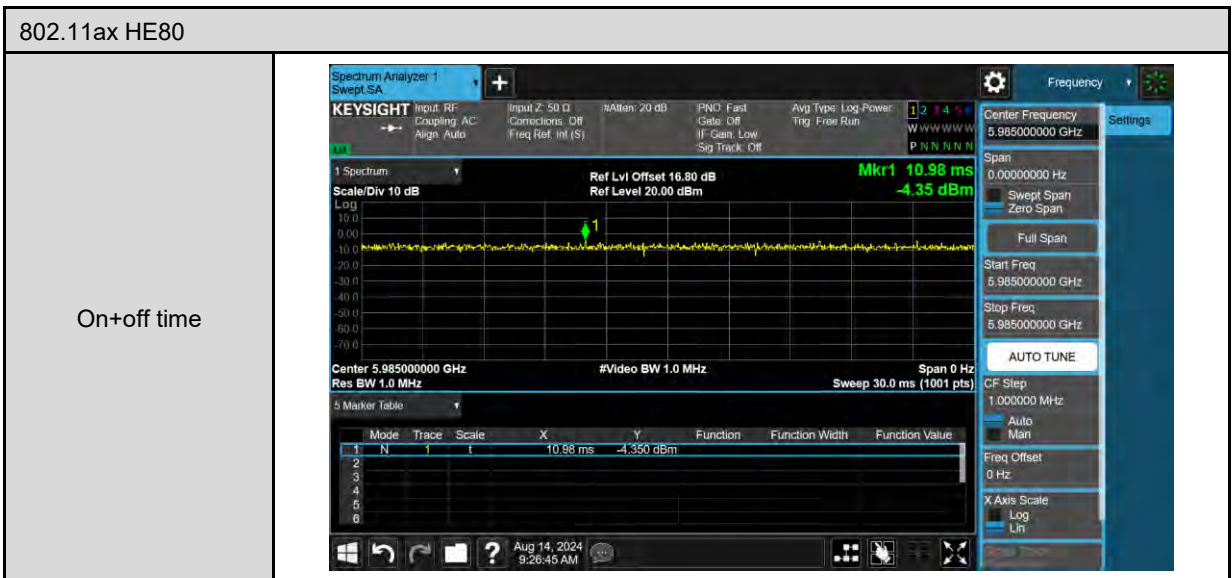 802.11ax HE80
On+off time
Spectrum Analyzer 1
Swept SA
Frequency
KEYSIGHT
Input: RF
Coupling: AC
Align: Auto
Input Z: 50 Ω
Corrections: Off
Freq Ref: Int (S)
#Atten: 20 dB
PNO: Fast
Gate: Off
IF Gain: Low
Sig Track: Off
Avg Type: Log-Power
Trig: Free Run
1 2 3 4 5 6
W W W W W W
P N N N N N
1 Spectrum
Scale/Div 10 dB
Ref Lvl Offset 16.80 dB
Ref Level 20.00 dBm
Mkr1 10.98 ms
-4.35 dBm
Log
10.0
0.00
-10.0
-20.0
-30.0
-40.0
-50.0
-60.0
-70.0
1
Center 5.985000000 GHz
Res BW 1.0 MHz
#Video BW 1.0 MHz
Span 0 Hz
Sweep 30.0 ms (1001 pts)
5 Marker Table
Mode Trace Scale X Y Function Function Width Function Value
1 N 1 t 10.98 ms -4.350 dBm
2
3
4
5
6
Aug 14, 2024
9:26:45 AM
Center Frequency
5.985000000 GHz
Settings
Span
0.00000000 Hz
Swept Span
Zero Span
Full Span
Start Freq
5.985000000 GHz
Stop Freq
5.985000000 GHz
AUTO TUNE
CF Step
1.000000 MHz
Auto
Man
Freq Offset
0 Hz
X Axis Scale
Log
Lin